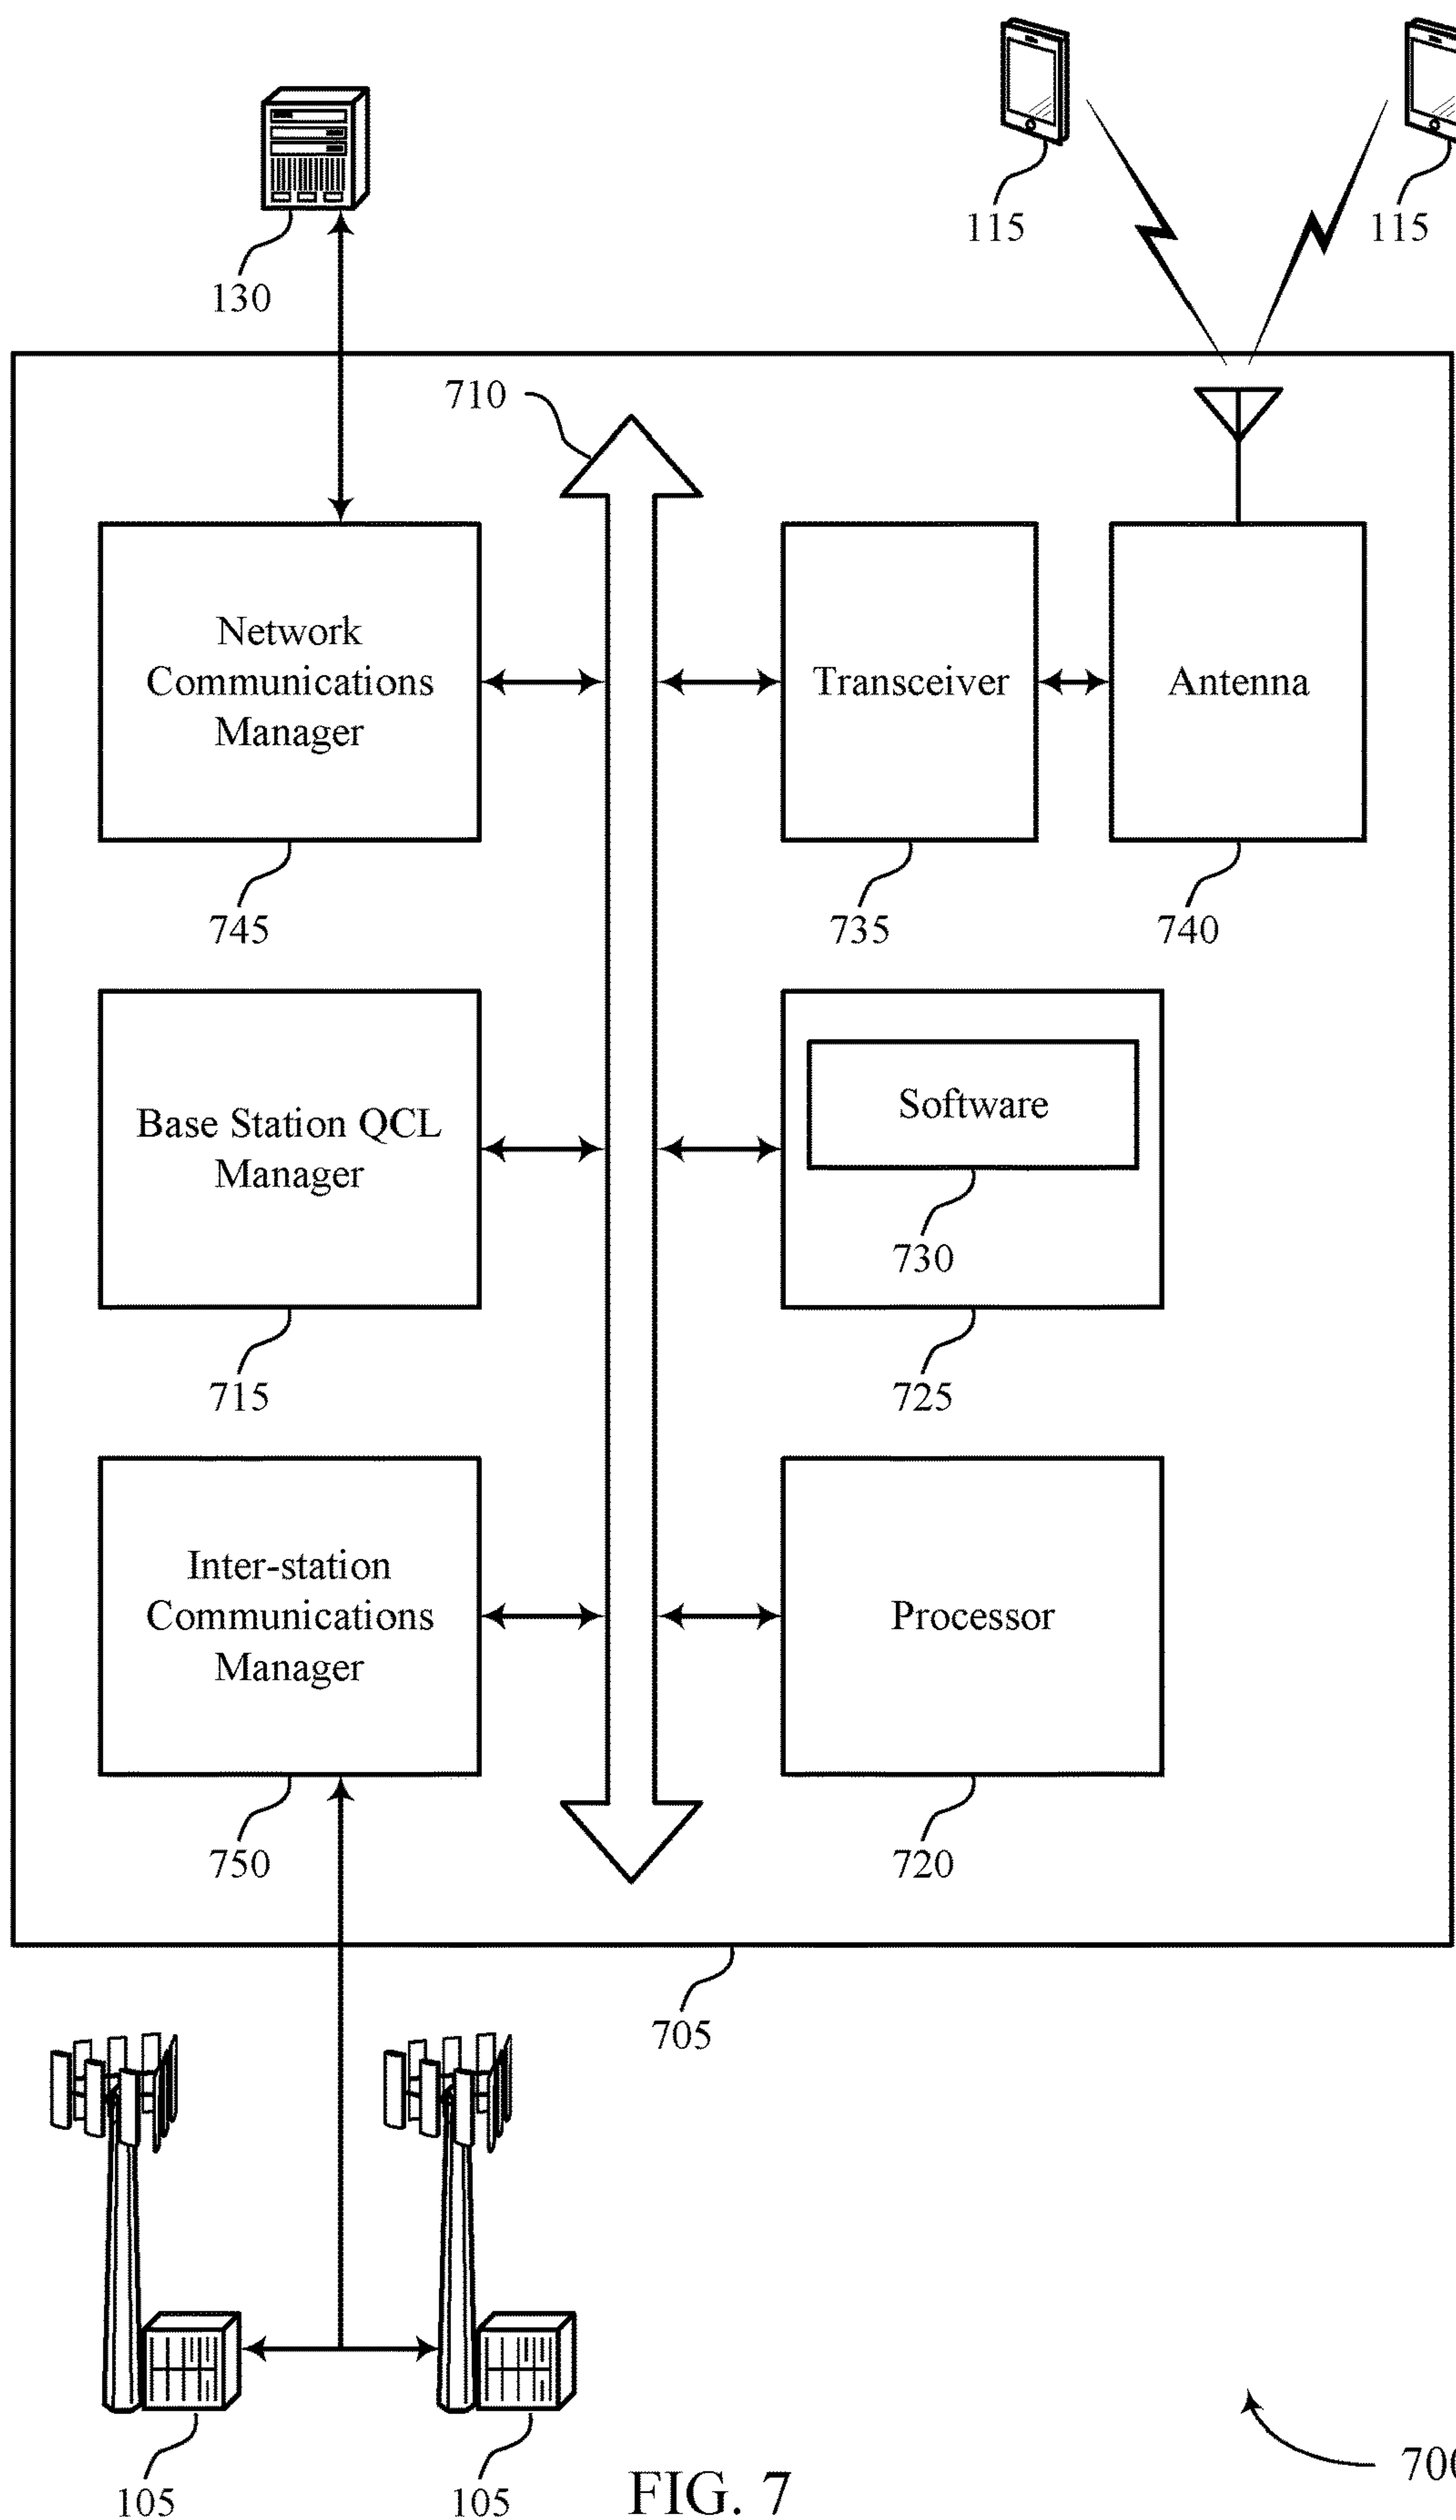 115
115
130
710
Network
Communications
Manager
Transceiver
Antenna
745
735
740
Base Station QCL
Manager
Software
730
715
725
Inter-station
Communications
Manager
Processor
750
720
705
105
105
FIG. 7